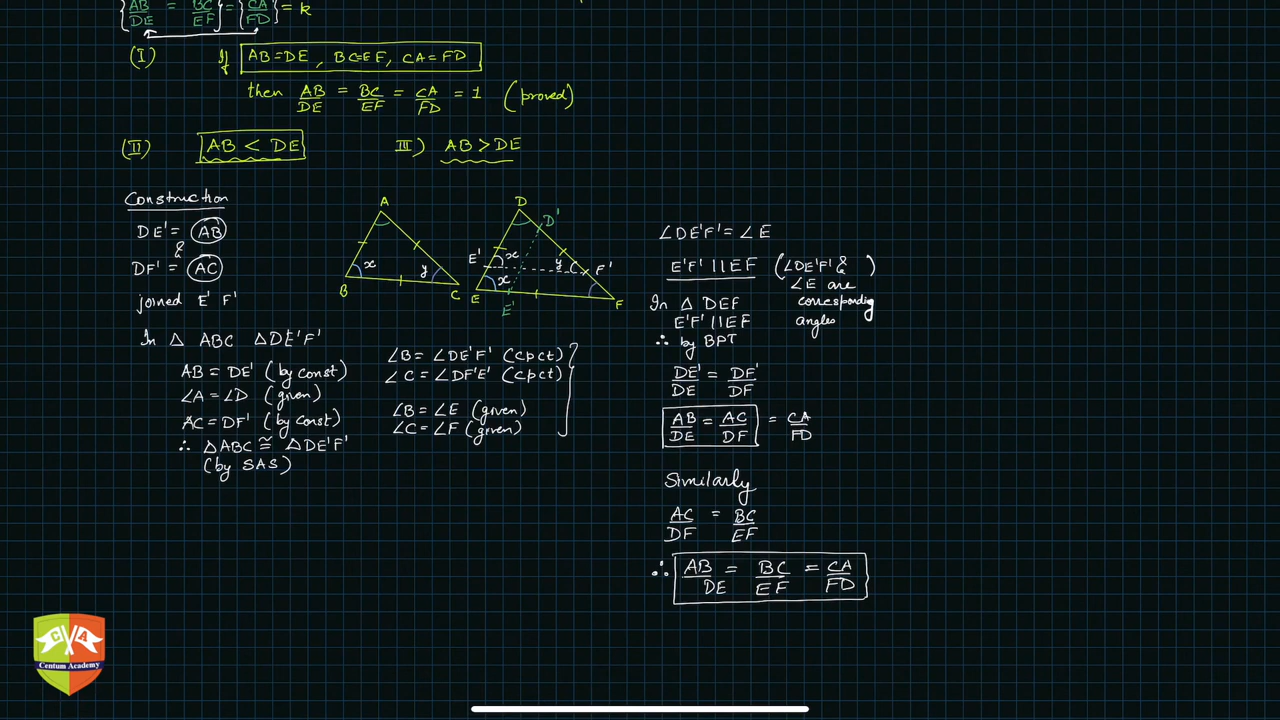 AB/DE = BC/EF = CA/FD = k
(I) If AB=DE, BC=EF, CA=FD
then AB/DE = BC/EF = CA/FD = 1 (proved)
(II) AB < DE III) AB > DE
Construction
DE' = AB
&
DF' = AC
joined E' F'
In △ ABC △DE'F'
AB = DE' (by const)
∠A = ∠D (given)
AC = DF' (by const)
∴ △ABC ≅ △DE'F'
(by SAS)
A
x
y
B
C
D
D'
E'
x
y
F'
x
E
E'
F
∠B = ∠DE'F' (cpct)
∠C = ∠DF'E' (cpct)
∠B = ∠E (given)
∠C = ∠F (given)
∠DE'F' = ∠E
E'F' || EF (∠DE'F' & ∠E are corresponding angles)
In △ DEF
E'F' || EF
∴ by BPT
DE'/DE = DF'/DF
AB/DE = AC/DF = CA/FD
Similarly
AC/DF = BC/EF
∴ AB/DE = BC/EF = CA/FD
C A
Centum Academy